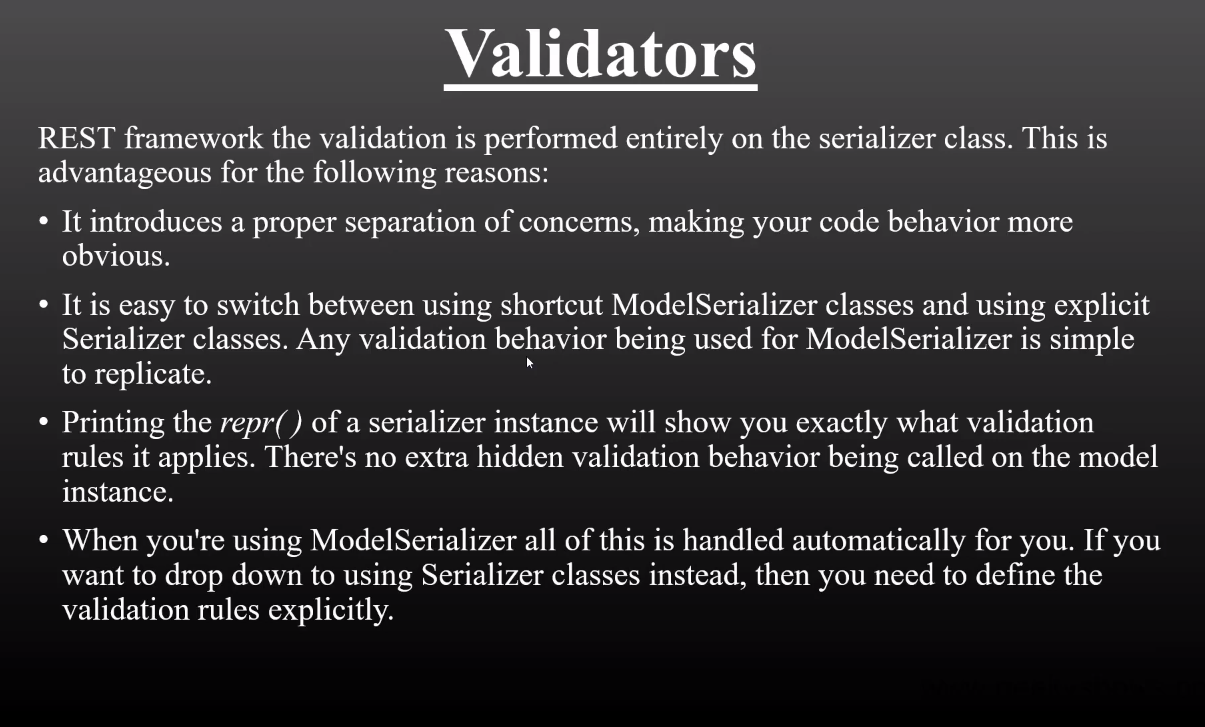 Validators
REST framework the validation is performed entirely on the serializer class. This is
advantageous for the following reasons:
• It introduces a proper separation of concerns, making your code behavior more
obvious.
• It is easy to switch between using shortcut ModelSerializer classes and using explicit
Serializer classes. Any validation behavior being used for ModelSerializer is simple
to replicate.
• Printing the repr( ) of a serializer instance will show you exactly what validation
rules it applies. There's no extra hidden validation behavior being called on the model
instance.
• When you're using ModelSerializer all of this is handled automatically for you. If you
want to drop down to using Serializer classes instead, then you need to define the
validation rules explicitly.